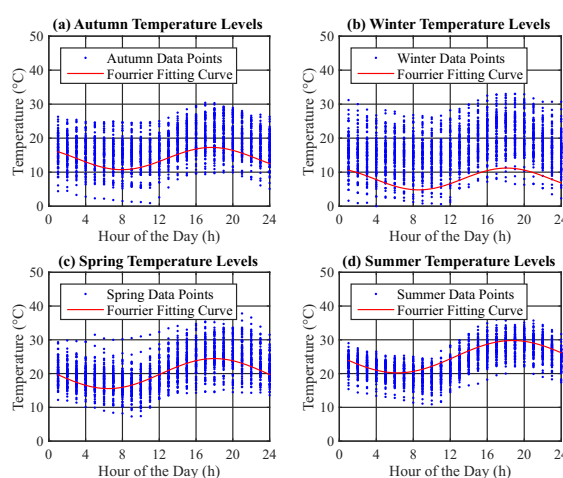 (a) Autumn Temperature Levels
50
40
30
20
10
0
0 4 8 12 16 20 24
Temperature (°C)
Hour of the Day (h)
Autumn Data Points
Fourrier Fitting Curve
(b) Winter Temperature Levels
50
40
30
20
10
0
0 4 8 12 16 20 24
Temperature (°C)
Hour of the Day (h)
Winter Data Points
Fourrier Fitting Curve
(c) Spring Temperature Levels
50
40
30
20
10
0
0 4 8 12 16 20 24
Temperature (°C)
Hour of the Day (h)
Spring Data Points
Fourrier Fitting Curve
(d) Summer Temperature Levels
50
40
30
20
10
0
0 4 8 12 16 20 24
Temperature (°C)
Hour of the Day (h)
Summer Data Points
Fourrier Fitting Curve